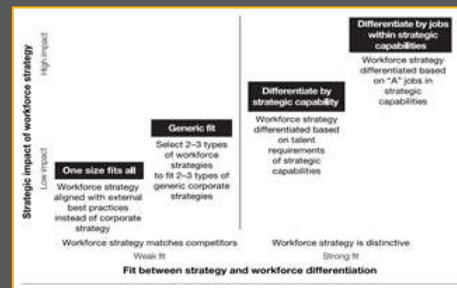 Strategic impact of workforce strategy
High impact
Low impact
Differentiate by jobs
within strategic
capabilities
Workforce strategy
differentiated based
on "A" jobs in
strategic
capabilities
Differentiate by
strategic capability
Workforce strategy
differentiated based
on talent
requirements
of strategic
capabilities
Generic fit
Select 2–3 types
of workforce
strategies
to fit 2–3 types of
generic corporate
strategies
One size fits all
Workforce strategy
aligned with external
best practices
instead of corporate
strategy
Workforce strategy matches competitors
Weak fit
Workforce strategy is distinctive
Strong fit
Fit between strategy and workforce differentiation